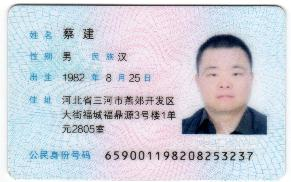 姓名 蔡建
性别 男 民族 汉
出生 1982 年 8 月 25 日
住址 河北省三河市燕郊开发区
大街福城福鼎源3号楼1单
元2805室
公民身份号码 659001198208253237